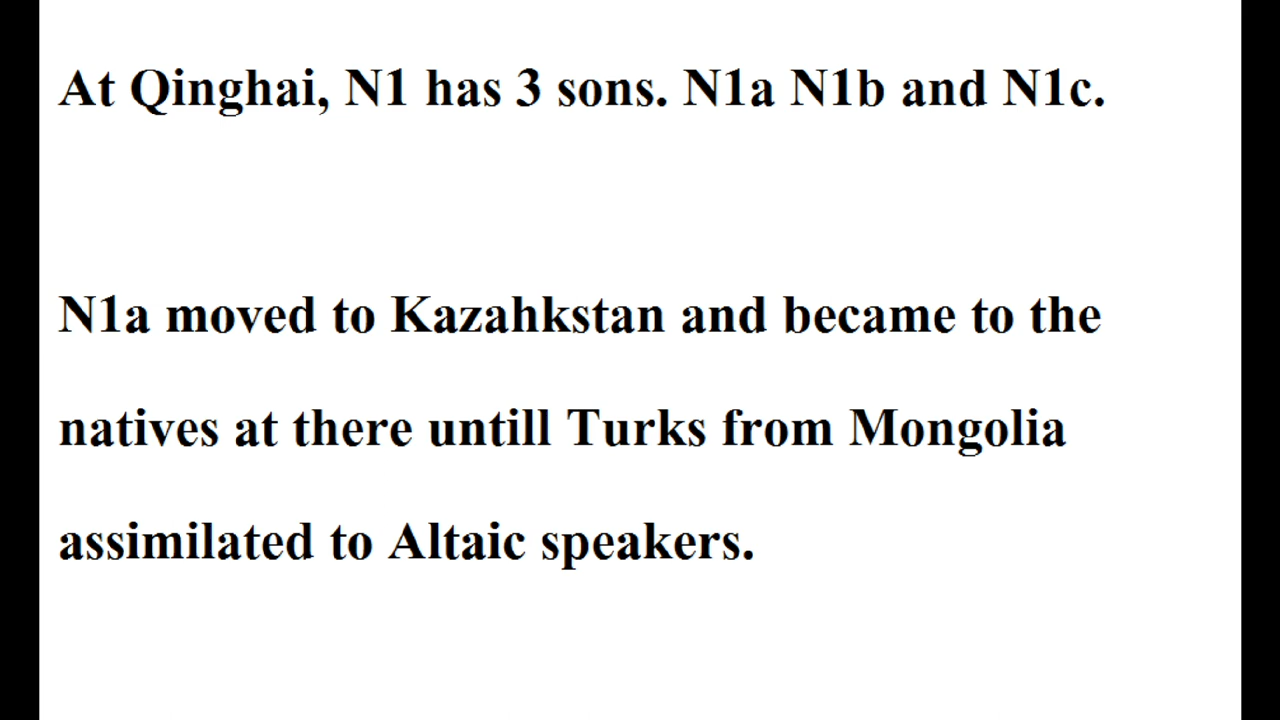 At Qinghai, N1 has 3 sons. N1a N1b and N1c.
N1a moved to Kazahkstan and became to the
natives at there untill Turks from Mongolia
assimilated to Altaic speakers.